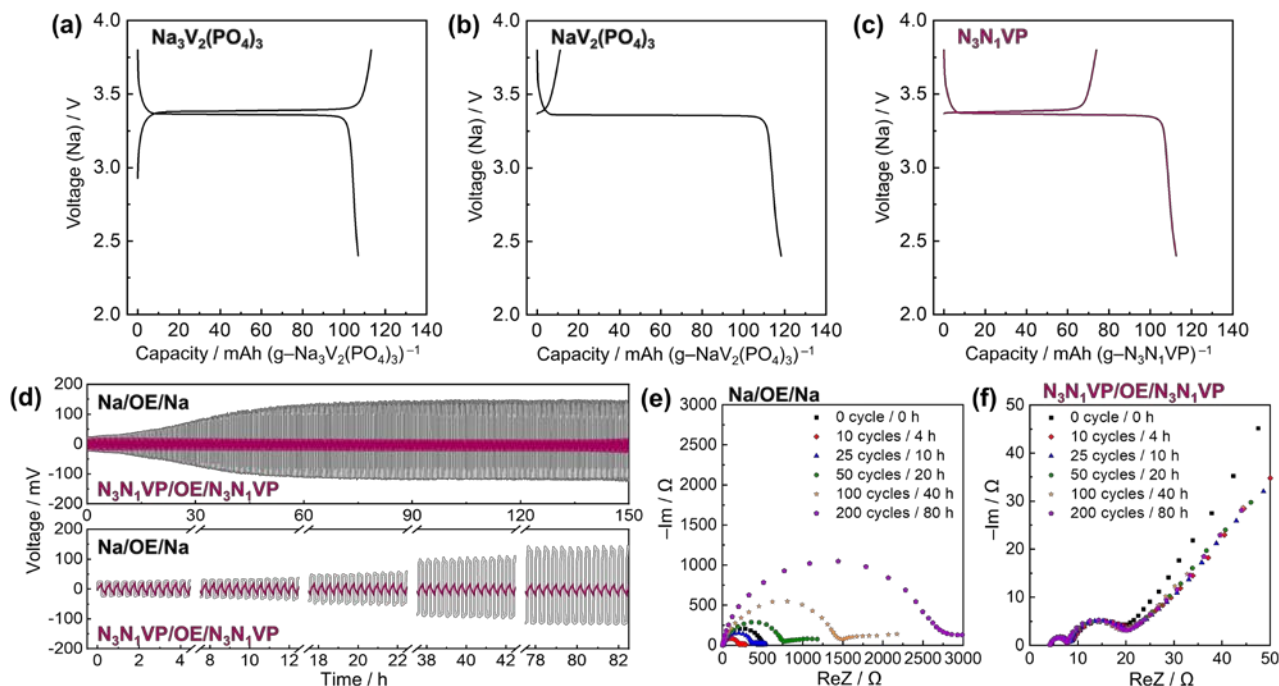 (a)
Na₃V₂(PO₄)₃
Voltage (Na) / V
4.0
3.5
3.0
2.5
2.0
0 20 40 60 80 100 120 140
Capacity / mAh (g–Na₃V₂(PO₄)₃)⁻¹
(b)
NaV₂(PO₄)₃
Voltage (Na) / V
4.0
3.5
3.0
2.5
2.0
0 20 40 60 80 100 120 140
Capacity / mAh (g–NaV₂(PO₄)₃)⁻¹
(c)
N₃N₁VP
Voltage (Na) / V
4.0
3.5
3.0
2.5
2.0
0 20 40 60 80 100 120 140
Capacity / mAh (g–N₃N₁VP)⁻¹
(d)
Voltage / mV
200
100
0
-100
-200
Na/OE/Na
N₃N₁VP/OE/N₃N₁VP
0 30 60 90 120 150
200
100
0
-100
-200
Na/OE/Na
N₃N₁VP/OE/N₃N₁VP
0 2 4 8 10 12 18 20 22 38 40 42 78 80 82
Time / h
(e)
Na/OE/Na
−Im / Ω
3000
2500
2000
1500
1000
500
0
0 cycle / 0 h
10 cycles / 4 h
25 cycles / 10 h
50 cycles / 20 h
100 cycles / 40 h
200 cycles / 80 h
0 500 1000 1500 2000 2500 3000
ReZ / Ω
(f)
N₃N₁VP/OE/N₃N₁VP
−Im / Ω
50
40
30
20
10
0
0 cycle / 0 h
10 cycles / 4 h
25 cycles / 10 h
50 cycles / 20 h
100 cycles / 40 h
200 cycles / 80 h
0 10 20 30 40 50
ReZ / Ω